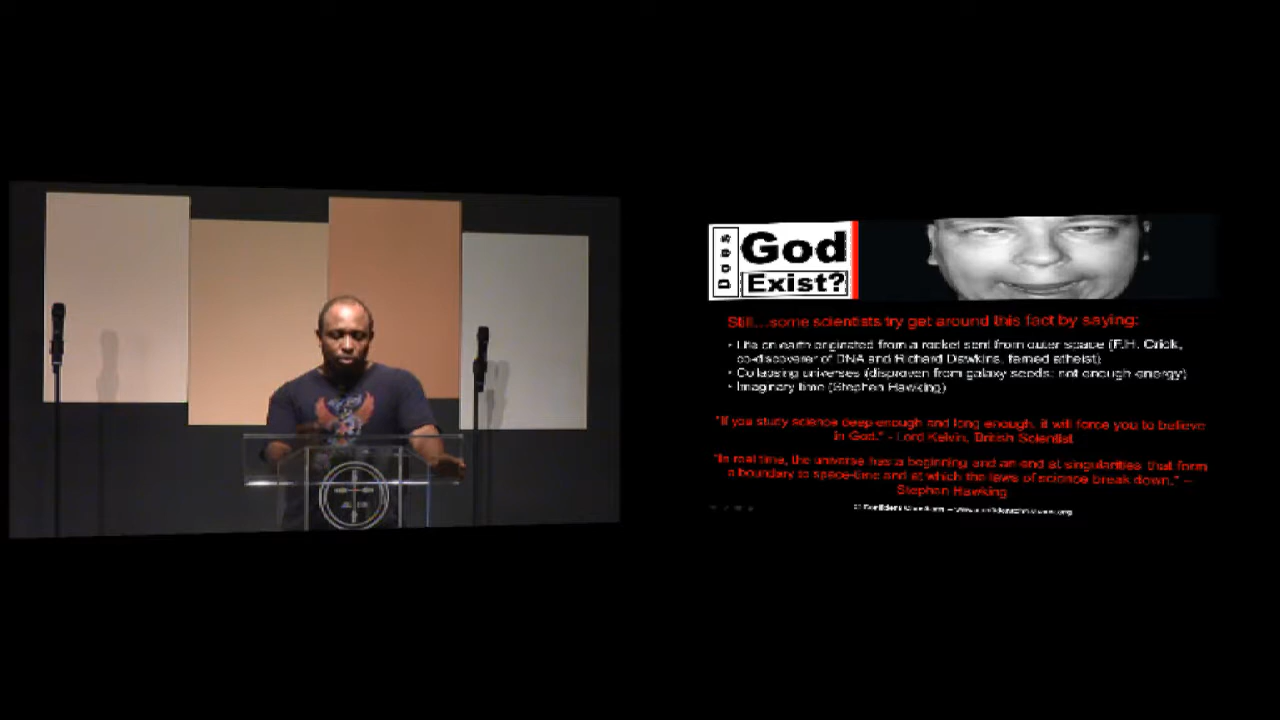 Does
God
Exist?
Still...some scientists try get around this fact by saying:
• Life on earth originated from a rocket sent from outer space (F.H. Crick,
co-discoverer of DNA and Richard Dawkins, famed atheist)
• Collapsing universes (disproven from galaxy seeds; not enough energy)
• Imaginary time (Stephen Hawking)
"If you study science deep enough and long enough, it will force you to believe
in God." - Lord Kelvin, British Scientist
"In real time, the universe has a beginning and an end at singularities that form
a boundary to space-time and at which the laws of science break down." –
Stephen Hawking